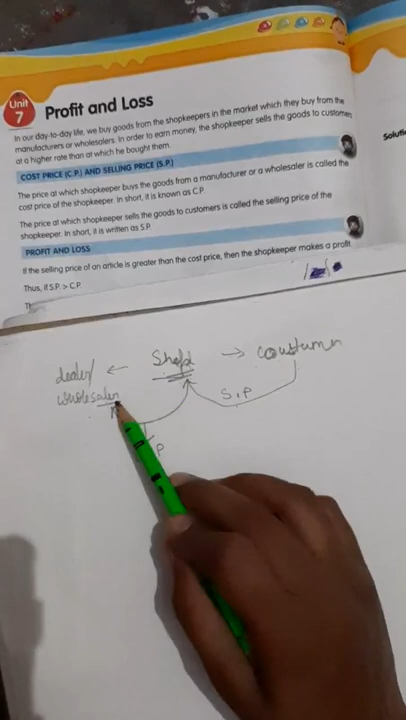 Unit
7
Profit and Loss
In our day-to-day life, we buy goods from the shopkeepers in the market which they buy from the
manufacturers or wholesalers. In order to earn money, the shopkeeper sells the goods to customers
at a higher rate than at which he bought them.
COST PRICE (C.P.) AND SELLING PRICE (S.P.)
The price at which shopkeeper buys the goods from a manufacturer or a wholesaler is called the
cost price of the shopkeeper. In short, it is known as C.P.
The price at which shopkeeper sells the goods to customers is called the selling price of the
shopkeeper. In short, it is written as S.P.
PROFIT AND LOSS
If the selling price of an article is greater than the cost price, then the shopkeeper makes a profit.
Thus, if S.P. > C.P.
dealer/ ← → 
wholesaler
S.P
P